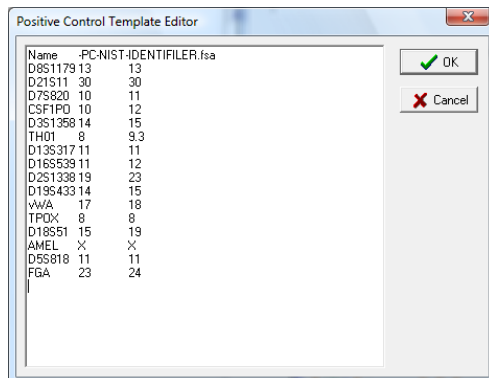 Positive Control Template Editor
Name -PC-NIST-IDENTIFILER.fsa
D8S1179 13 13
D21S11 30 30
D7S820 10 11
CSF1PO 10 12
D3S1358 14 15
TH01 8 9.3
D13S317 11 11
D16S539 11 12
D2S1338 19 23
D19S433 14 15
vWA 17 18
TPOX 8 8
D18S51 15 19
AMEL X X
D5S818 11 11
FGA 23 24
OK
Cancel